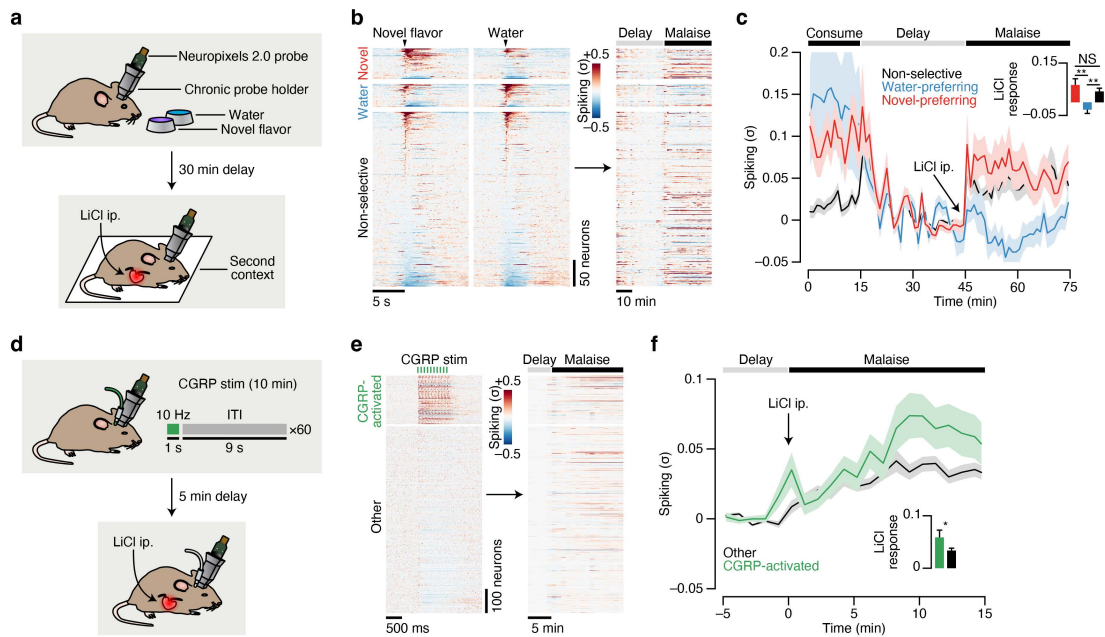 a
Neuropixels 2.0 probe
Chronic probe holder
Water
Novel flavor
30 min delay
LiCl ip.
Second
context
b
Novel flavor
Water
Delay
Malaise
Novel
Water
Non-selective
Spiking (σ)
+0.5
−0.5
50 neurons
5 s
10 min
c
Consume
Delay
Malaise
0.2
0.15
0.10
0.05
0
−0.05
Spiking (σ)
Non-selective
Water-preferring
Novel-preferring
LiCl ip.
NS
**
**
0.15
−0.05
LiCl
response
0
15
30
45
60
75
Time (min)
d
CGRP stim (10 min)
10 Hz
ITI
×60
1 s
9 s
5 min delay
LiCl ip.
e
CGRP stim
Delay
Malaise
CGRP-
activated
Other
Spiking (σ)
+0.5
−0.5
100 neurons
500 ms
5 min
f
Delay
Malaise
0.1
0.05
0
−0.05
Spiking (σ)
LiCl ip.
Other
CGRP-activated
0.1
0
LiCl
response
*
−5
0
5
10
15
Time (min)